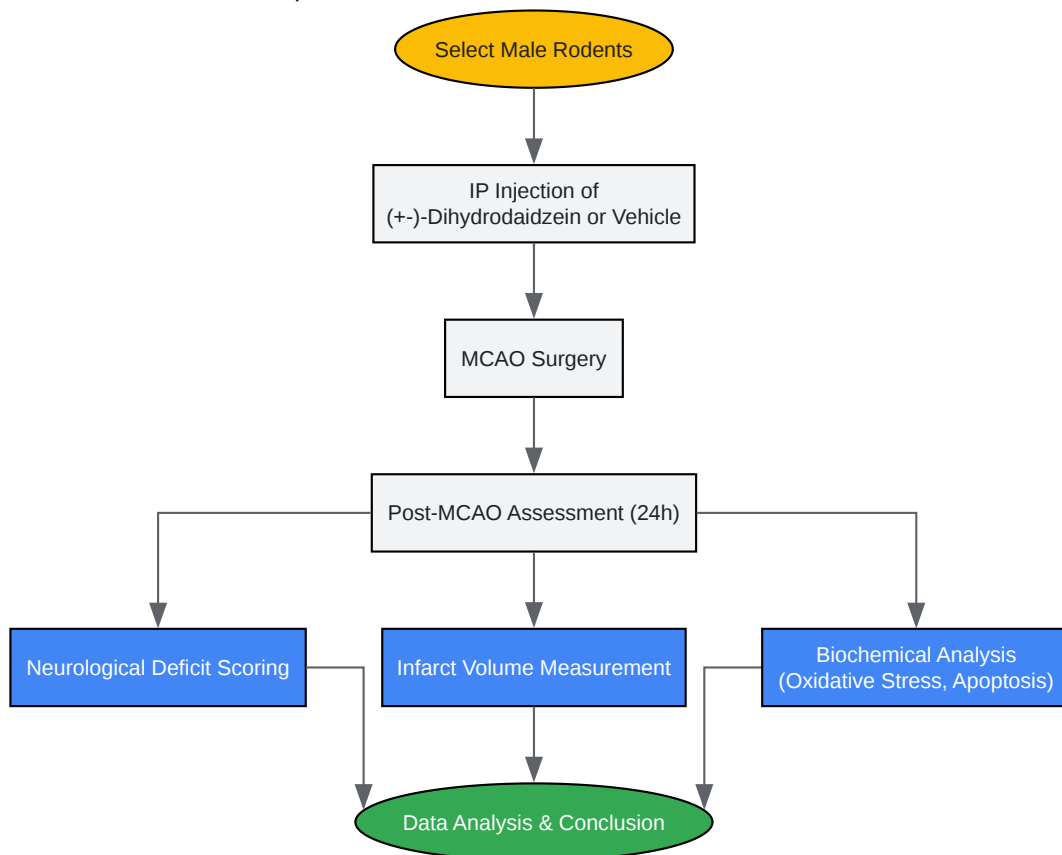 Select Male Rodents
IP Injection of
(+-)-Dihydrodaidzein or Vehicle
MCAO Surgery
Post-MCAO Assessment (24h)
Neurological Deficit Scoring
Infarct Volume Measurement
Biochemical Analysis
(Oxidative Stress, Apoptosis)
Data Analysis & Conclusion